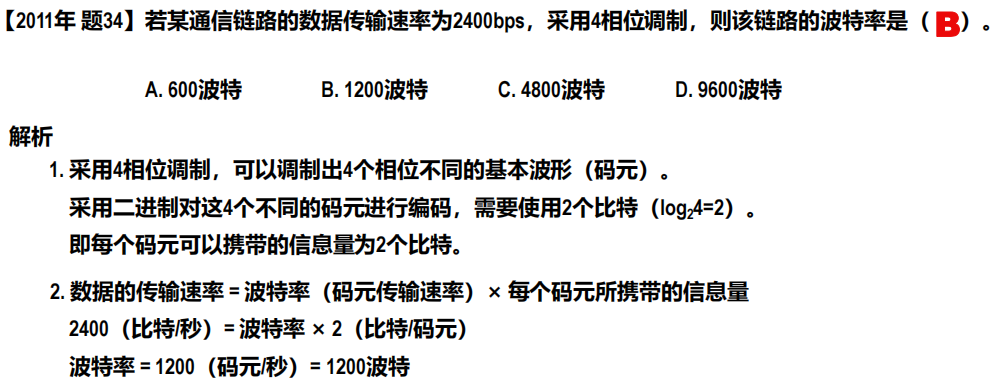 【2011年 题34】若某通信链路的数据传输速率为2400bps，采用4相位调制，则该链路的波特率是（ B ）。
A. 600波特 B. 1200波特 C. 4800波特 D. 9600波特
解析
1. 采用4相位调制，可以调制出4个相位不同的基本波形（码元）。
采用二进制对这4个不同的码元进行编码，需要使用2个比特（log₂4=2）。
即每个码元可以携带的信息量为2个比特。
2. 数据的传输速率 = 波特率（码元传输速率）× 每个码元所携带的信息量
2400（比特/秒）= 波特率 × 2（比特/码元）
波特率 = 1200（码元/秒）= 1200波特